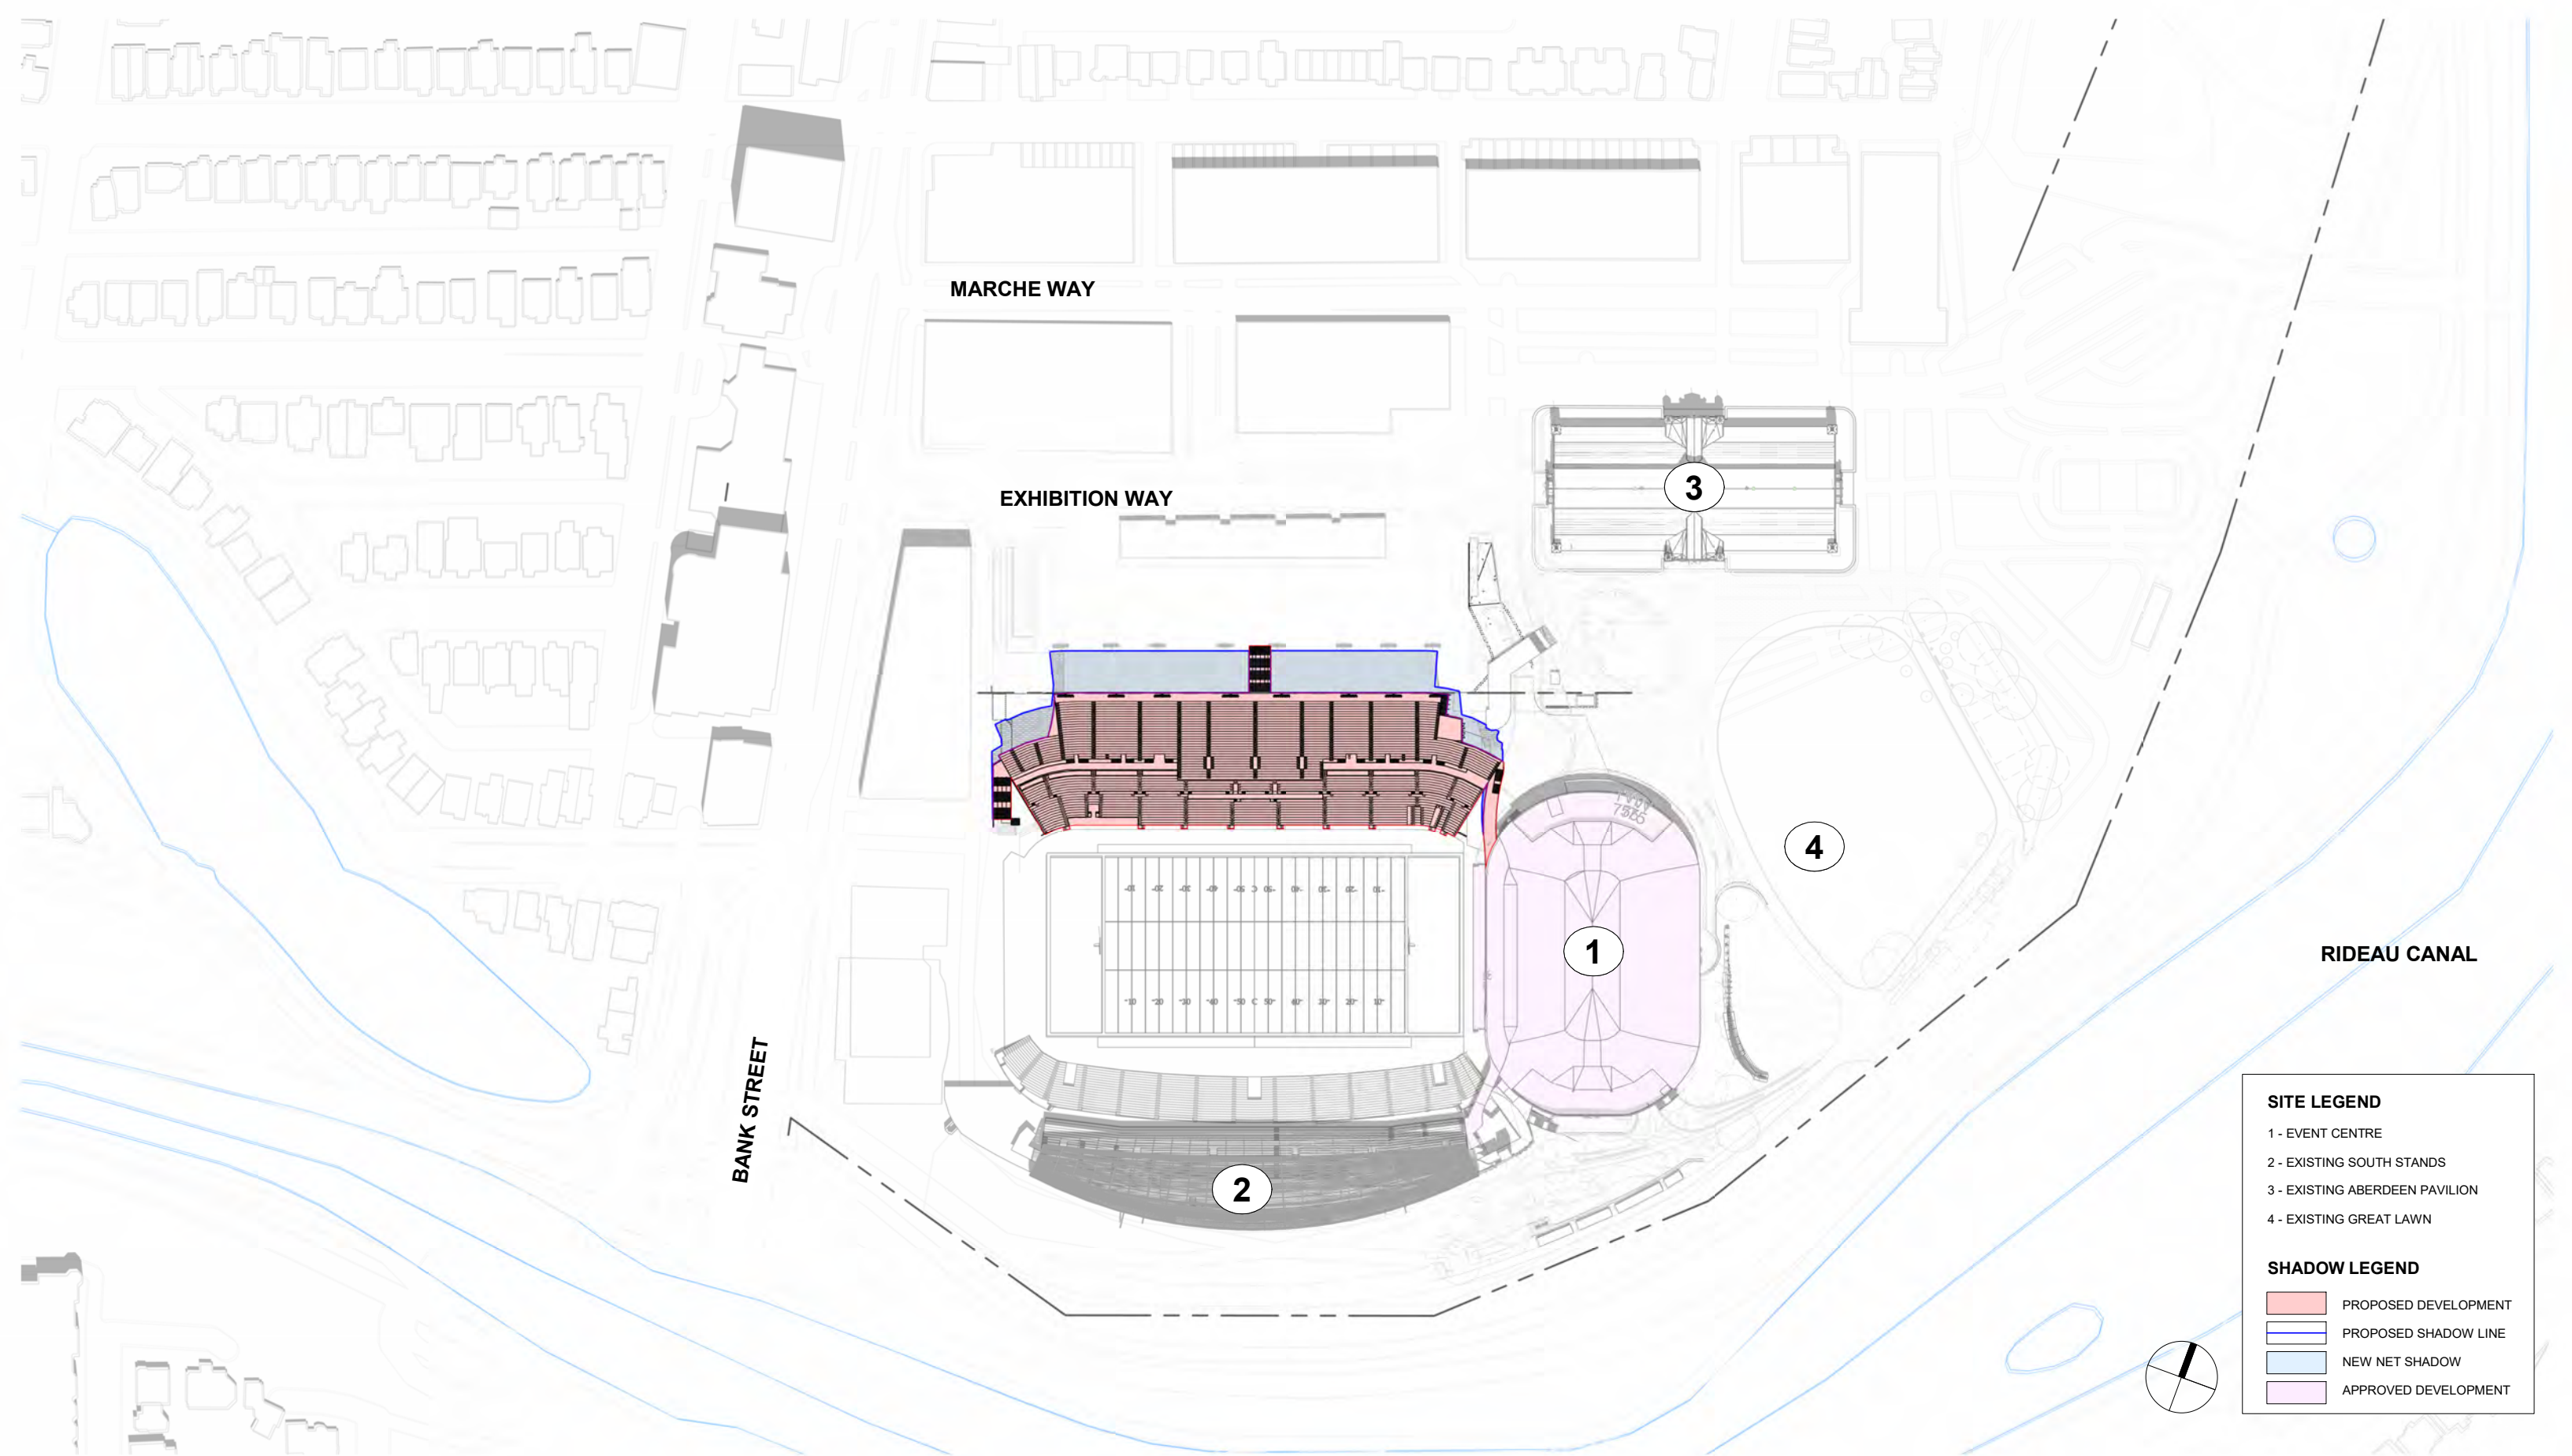 MARCHE WAY
EXHIBITION WAY
3
4
1
RIDEAU CANAL
BANK STREET
2
SITE LEGEND
1 - EVENT CENTRE
2 - EXISTING SOUTH STANDS
3 - EXISTING ABERDEEN PAVILION
4 - EXISTING GREAT LAWN
SHADOW LEGEND
PROPOSED DEVELOPMENT
PROPOSED SHADOW LINE
NEW NET SHADOW
APPROVED DEVELOPMENT